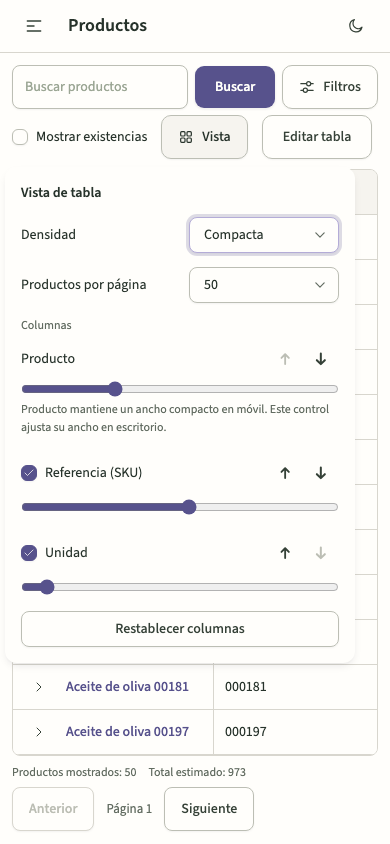 Productos
Buscar productos
Buscar
Filtros
Mostrar existencias
Vista
Editar tabla
Vista de tabla
Densidad
Compacta
Productos por página
50
Columnas
Producto
Producto mantiene un ancho compacto en móvil. Este control
ajusta su ancho en escritorio.
Referencia (SKU)
Unidad
Restablecer columnas
Aceite de oliva 00181 000181
Aceite de oliva 00197 000197
Productos mostrados: 50 Total estimado: 973
Anterior
Página 1
Siguiente